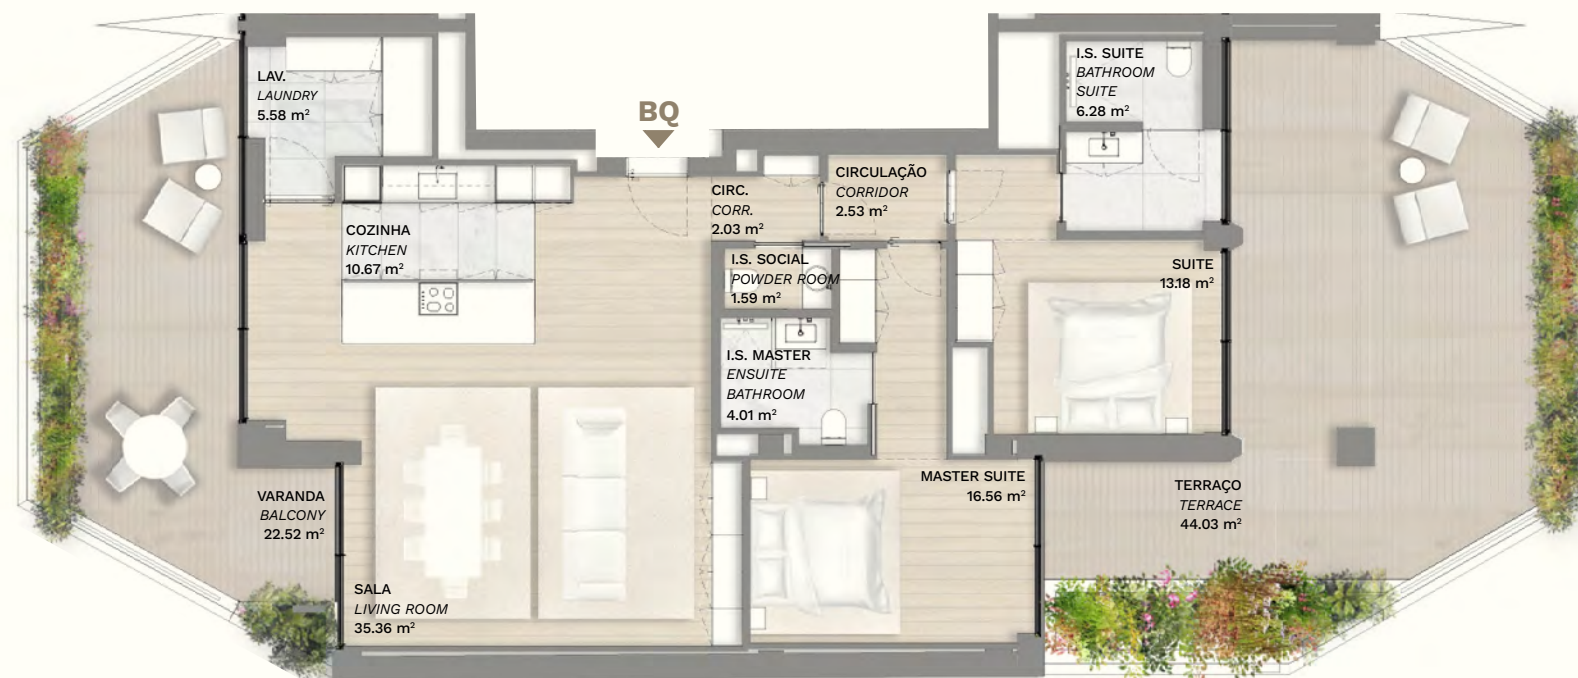 LAV.
LAUNDRY
5.58 m²
BQ
I.S. SUITE
BATHROOM
SUITE
6.28 m²
CIRC.
CORR.
2.03 m²
CIRCULAÇÃO
CORRIDOR
2.53 m²
COZINHA
KITCHEN
10.67 m²
I.S. SOCIAL
POWDER ROOM
1.59 m²
SUITE
13.18 m²
I.S. MASTER
ENSUITE
BATHROOM
4.01 m²
VARANDA
BALCONY
22.52 m²
MASTER SUITE
16.56 m²
TERRAÇO
TERRACE
44.03 m²
SALA
LIVING ROOM
35.36 m²